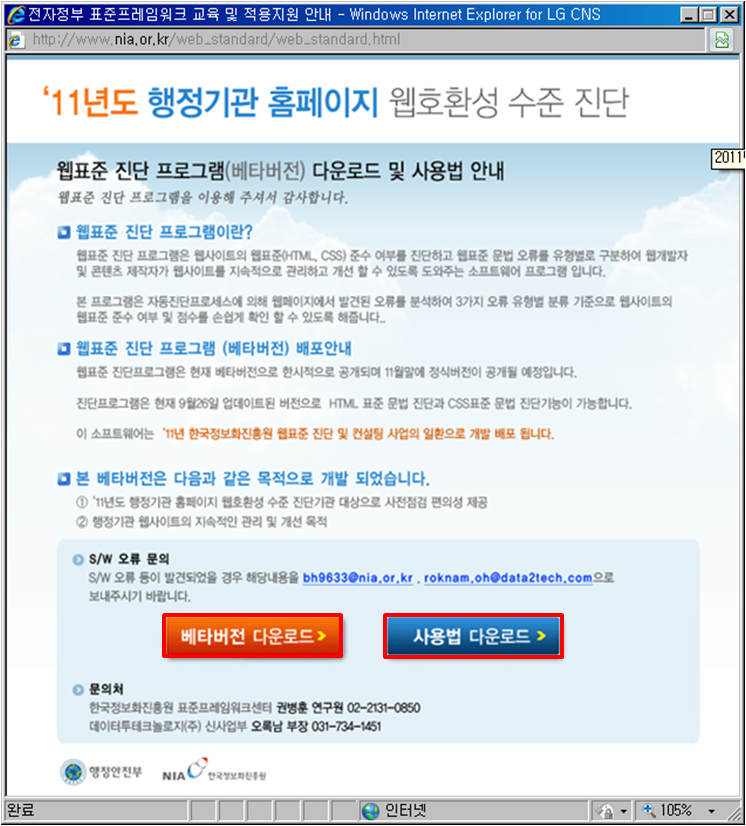 전자정부 표준프레임워크 교육 및 적용지원 안내 - Windows Internet Explorer for LG CNS
http://www.nia.or.kr/web_standard/web_standard.html
'11년도 행정기관 홈페이지 웹호환성 수준 진단
2011
웹표준 진단 프로그램(베타버전) 다운로드 및 사용법 안내
웹표준 진단 프로그램을 이용해 주셔서 감사합니다.
웹표준 진단 프로그램이란?
웹표준 진단 프로그램은 웹사이트의 웹표준(HTML, CSS) 준수 여부를 진단하고 웹표준 문법 오류를 유형별로 구분하여 웹개발자
및 콘텐츠 제작자가 웹사이트를 지속적으로 관리하고 개선 할 수 있도록 도와주는 소프트웨어 프로그램 입니다.
본 프로그램은 자동진단프로세스에 의해 웹페이지에서 발견된 오류를 분석하여 3가지 오류 유형별 분류 기준으로 웹사이트의
웹표준 준수 여부 및 점수를 손쉽게 확인 할 수 있도록 해줍니다..
웹표준 진단 프로그램 (베타버전) 배포안내
웹표준 진단프로그램은 현재 베타버전으로 한시적으로 공개되며 11월말에 정식버전이 공개될 예정입니다.
진단프로그램은 현재 9월26일 업데이트된 버전으로 HTML 표준 문법 진단과 CSS표준 문법 진단기능이 가능합니다.
이 소프트웨어는 '11년 한국정보화진흥원 웹표준 진단 및 컨설팅 사업의 일환으로 개발 배포 됩니다.
본 베타버전은 다음과 같은 목적으로 개발 되었습니다.
① '11년도 행정기관 홈페이지 웹호환성 수준 진단기관 대상으로 사전점검 편의성 제공
② 행정기관 웹사이트의 지속적인 관리 및 개선 목적
S/W 오류 문의
S/W 오류 등이 발견되었을 경우 해당내용을 bh9633@nia.or.kr , roknam.oh@data2tech.com으로
보내주시기 바랍니다.
베타버전 다운로드
사용법 다운로드
문의처
한국정보화진흥원 표준프레임워크센터 권병훈 연구원 02-2131-0850
데이터투테크놀로지(주) 신사업부 오록남 부장 031-734-1451
행정안전부 NIA 한국정보화진흥원
완료 인터넷 105%